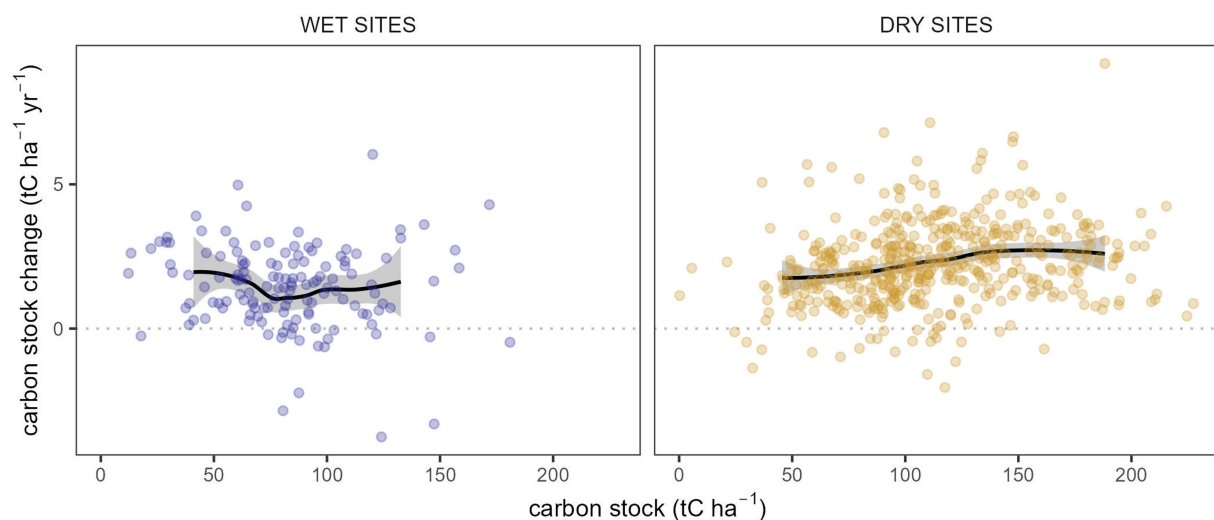 WET SITES
DRY SITES
carbon stock change (tC ha⁻¹ yr⁻¹)
5
0
0 50 100 150 200
0 50 100 150 200
carbon stock (tC ha⁻¹)